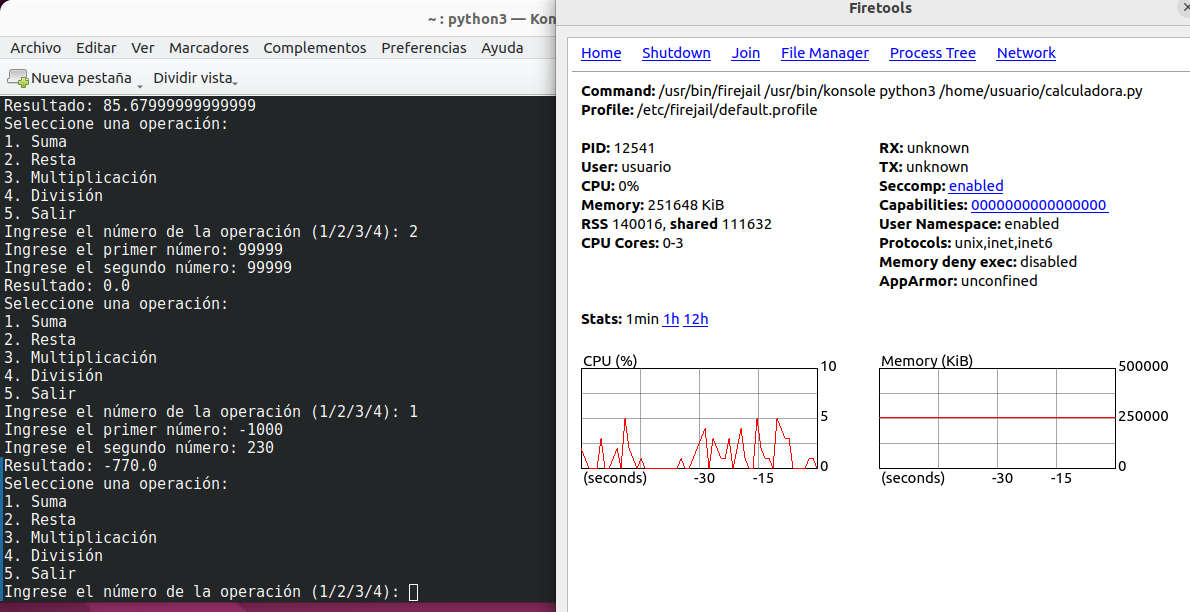 ~ : python3 — Kon
Archivo Editar Ver Marcadores Complementos Preferencias Ayuda
Nueva pestaña Dividir vista
Resultado: 85.67999999999999
Seleccione una operación:
1. Suma
2. Resta
3. Multiplicación
4. División
5. Salir
Ingrese el número de la operación (1/2/3/4): 2
Ingrese el primer número: 99999
Ingrese el segundo número: 99999
Resultado: 0.0
Seleccione una operación:
1. Suma
2. Resta
3. Multiplicación
4. División
5. Salir
Ingrese el número de la operación (1/2/3/4): 1
Ingrese el primer número: -1000
Ingrese el segundo número: 230
Resultado: -770.0
Seleccione una operación:
1. Suma
2. Resta
3. Multiplicación
4. División
5. Salir
Ingrese el número de la operación (1/2/3/4):
Firetools
Home Shutdown Join File Manager Process Tree Network
Command: /usr/bin/firejail /usr/bin/konsole python3 /home/usuario/calculadora.py
Profile: /etc/firejail/default.profile
PID: 12541
User: usuario
CPU: 0%
Memory: 251648 KiB
RSS 140016, shared 111632
CPU Cores: 0-3
RX: unknown
TX: unknown
Seccomp: enabled
Capabilities: 0000000000000000
User Namespace: enabled
Protocols: unix,inet,inet6
Memory deny exec: disabled
AppArmor: unconfined
Stats: 1min 1h 12h
CPU (%)
10
5
0
(seconds) -30 -15
Memory (KiB)
500000
250000
0
(seconds) -30 -15